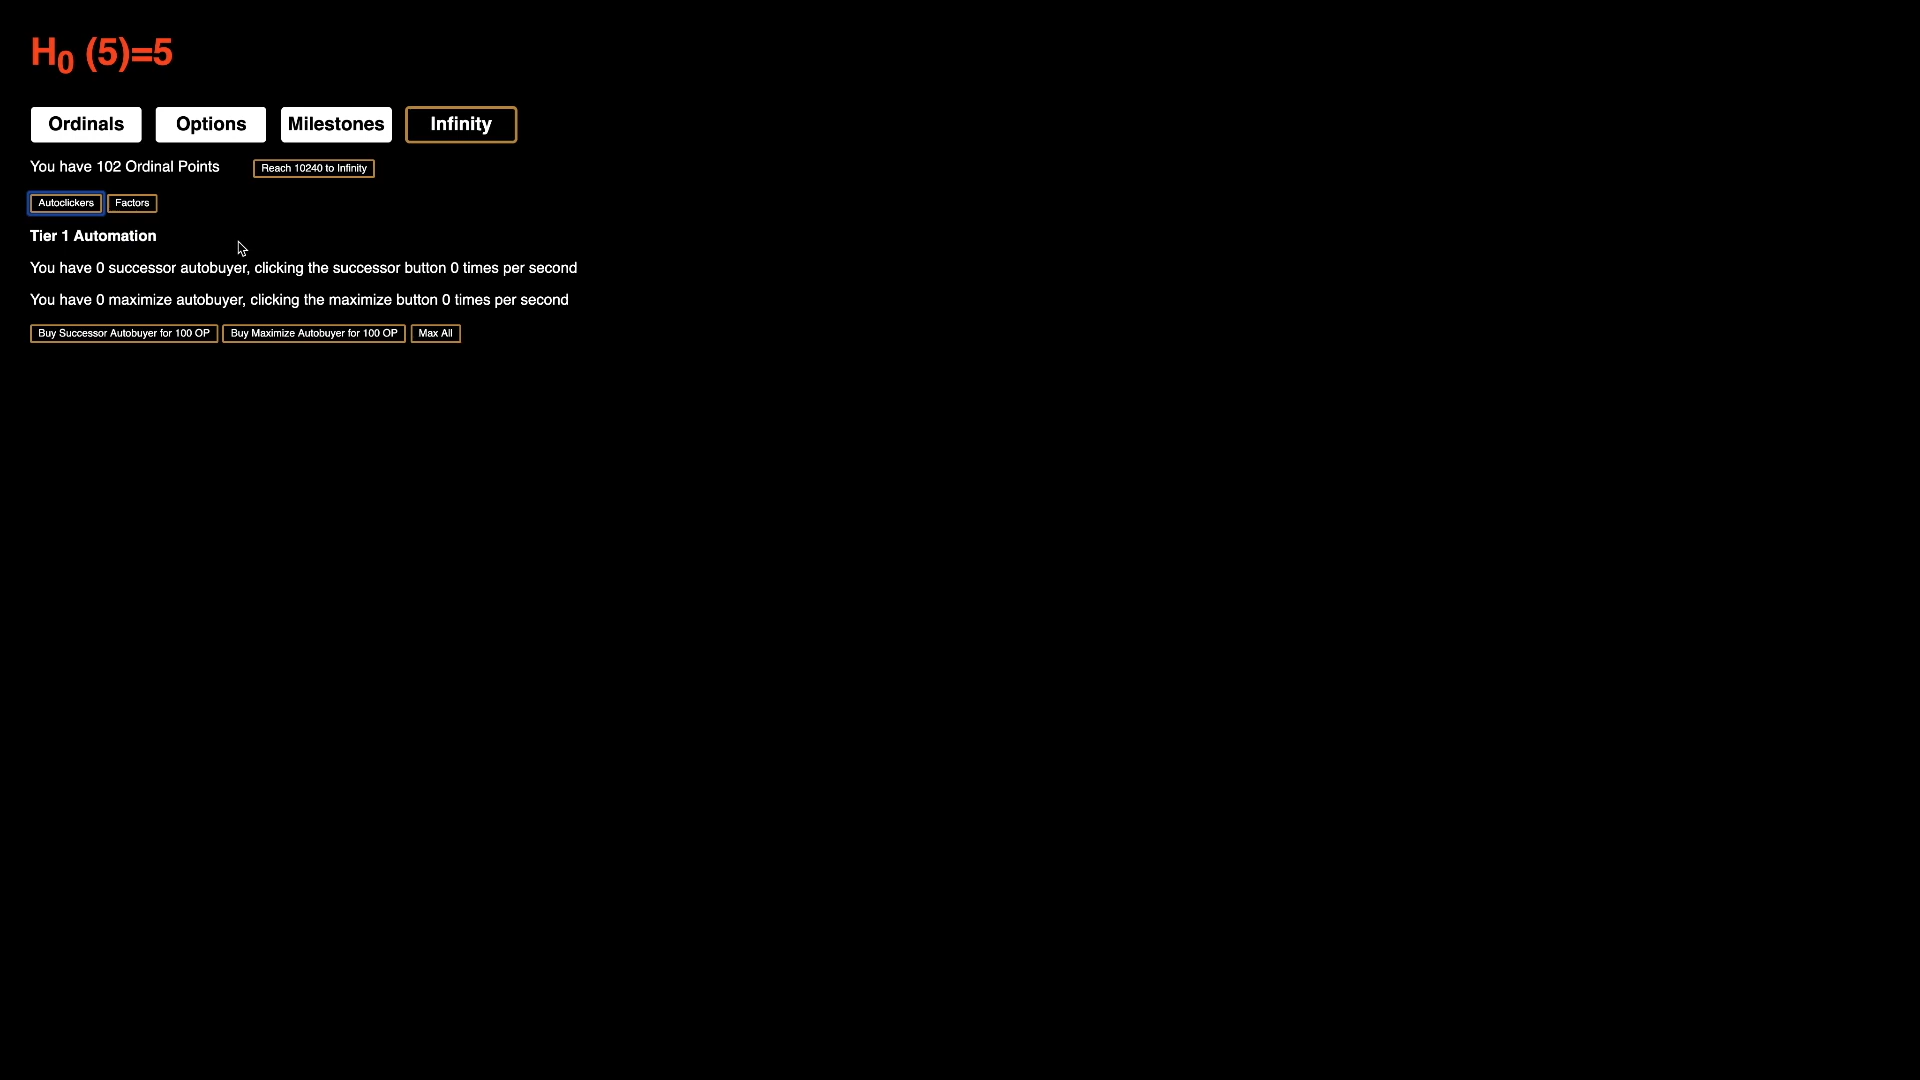 H₀ (5)=5
Ordinals Options Milestones Infinity
You have 102 Ordinal Points Reach 10240 to Infinity
Autoclickers Factors
Tier 1 Automation
You have 0 successor autobuyer, clicking the successor button 0 times per second
You have 0 maximize autobuyer, clicking the maximize button 0 times per second
Buy Successor Autobuyer for 100 OP Buy Maximize Autobuyer for 100 OP Max All